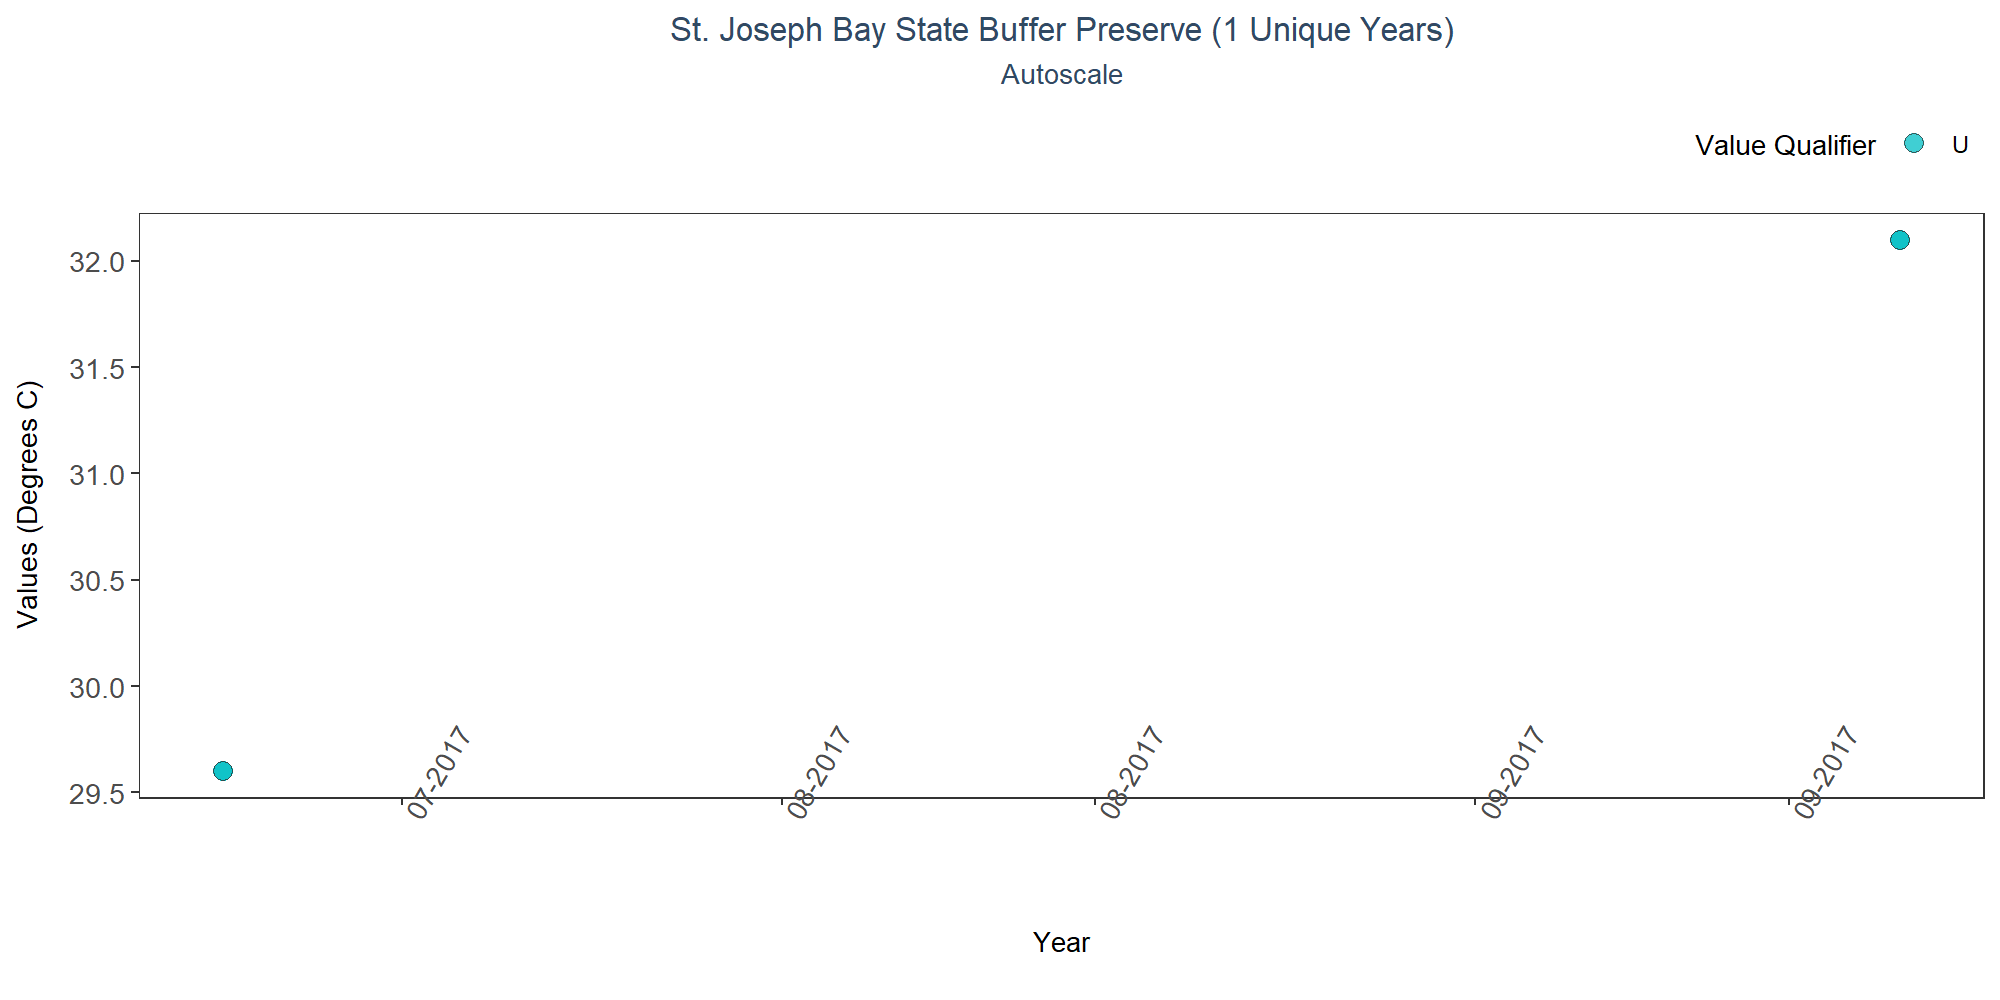 St. Joseph Bay State Buffer Preserve (1 Unique Years)
Autoscale
Value Qualifier U
32.0
31.5
31.0
30.5
30.0
29.5
Values (Degrees C)
07-2017
08-2017
08-2017
09-2017
09-2017
Year